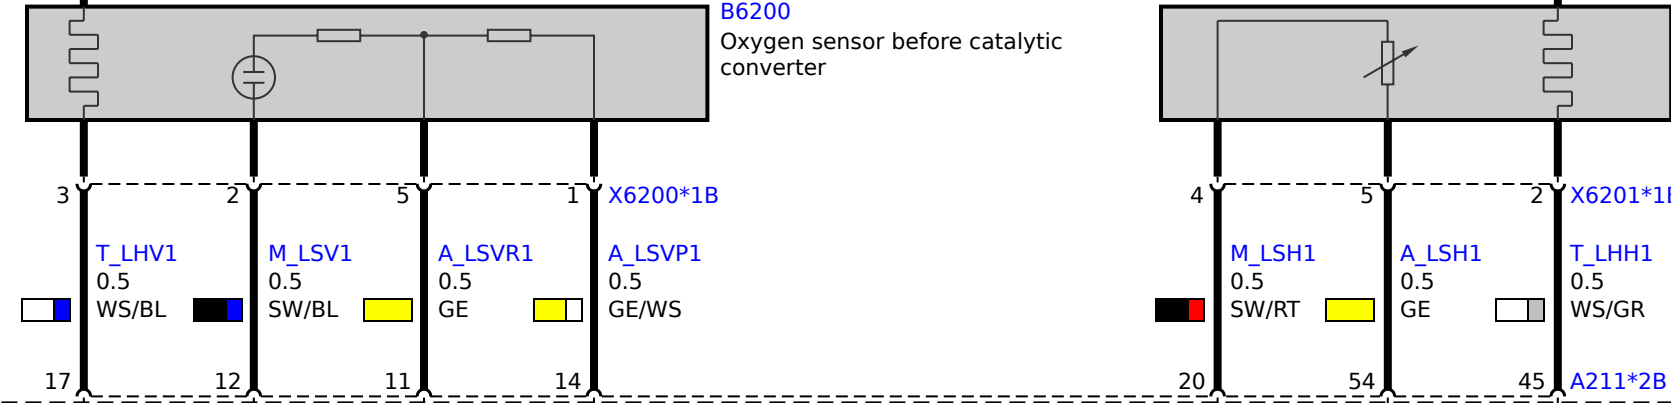 B6200
Oxygen sensor before catalytic
converter
3 2 5 1 X6200*1B 4 5 2 X6201*1B
T_LHV1 M_LSV1 A_LSVR1 A_LSVP1 M_LSH1 A_LSH1 T_LHH1
0.5 0.5 0.5 0.5 0.5 0.5 0.5
WS/BL SW/BL GE GE/WS SW/RT GE WS/GR
17 12 11 14 20 54 45 A211*2B